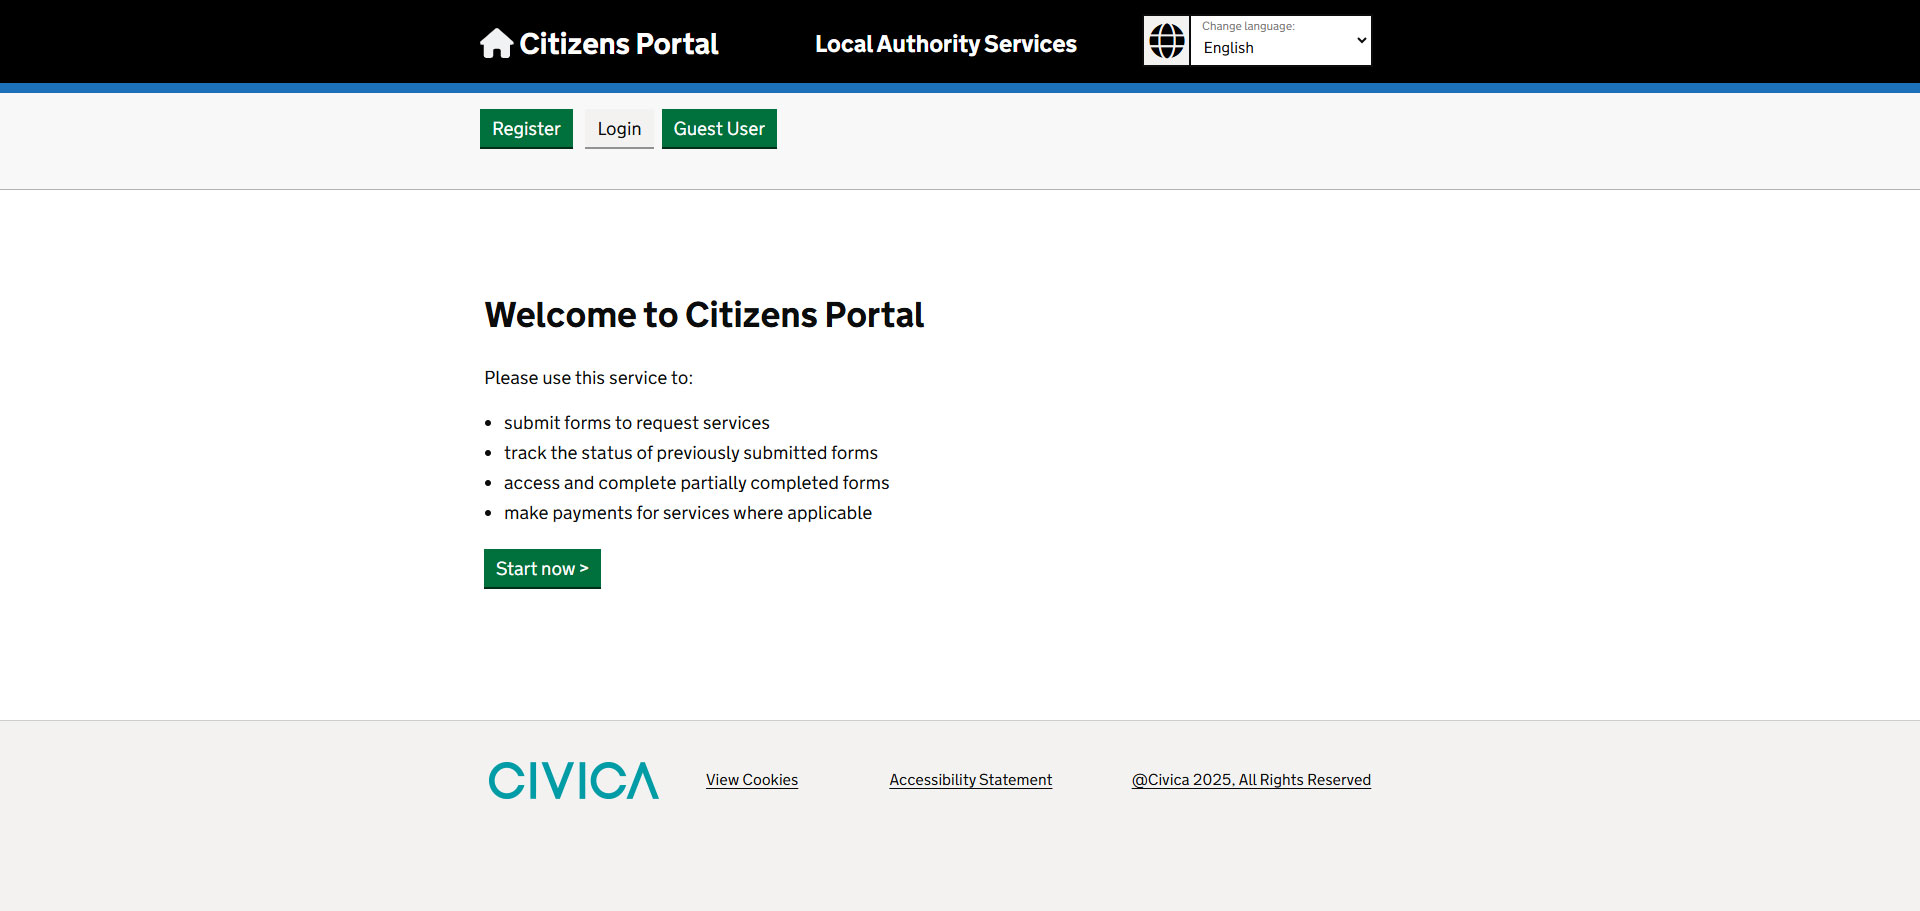 Citizens Portal
Local Authority Services
Change language:
English
Register
Login
Guest User
Welcome to Citizens Portal
Please use this service to:
submit forms to request services
track the status of previously submitted forms
access and complete partially completed forms
make payments for services where applicable
Start now >
CIVICA
View Cookies
Accessibility Statement
@Civica 2025, All Rights Reserved